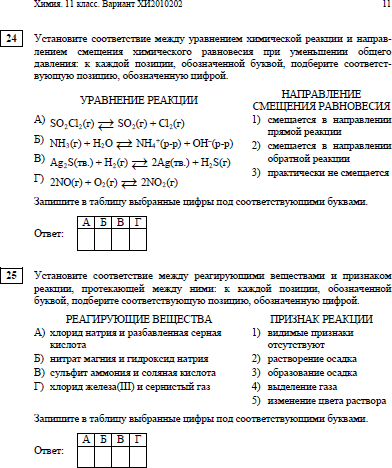 Химия. 11 класс. Вариант ХИ2010202 11
24 Установите соответствие между уравнением химической реакции и направ-
лением смещения химического равновесия при уменьшении общего
давления: к каждой позиции, обозначенной буквой, подберите соответст-
вующую позицию, обозначенную цифрой.
УРАВНЕНИЕ РЕАКЦИИ
А) SO₂Cl₂(г) ⇄ SO₂(г) + Cl₂(г)
Б) NH₃(г) + H₂O ⇄ NH₄⁺(р-р) + OH⁻(р-р)
В) Ag₂S(тв.) + H₂(г) ⇄ 2Ag(тв.) + H₂S(г)
Г) 2NO(г) + O₂(г) ⇄ 2NO₂(г)
НАПРАВЛЕНИЕ
СМЕЩЕНИЯ РАВНОВЕСИЯ
1) смещается в направлении
прямой реакции
2) смещается в направлении
обратной реакции
3) практически не смещается
Запишите в таблицу выбранные цифры под соответствующими буквами.
А Б В Г
Ответ:
25 Установите соответствие между реагирующими веществами и признаком
реакции, протекающей между ними: к каждой позиции, обозначенной
буквой, подберите соответствующую позицию, обозначенную цифрой.
РЕАГИРУЮЩИЕ ВЕЩЕСТВА
А) хлорид натрия и разбавленная серная
кислота
Б) нитрат магния и гидроксид натрия
В) сульфит аммония и соляная кислота
Г) хлорид железа(III) и сернистый газ
ПРИЗНАК РЕАКЦИИ
1) видимые признаки
отсутствуют
2) растворение осадка
3) образование осадка
4) выделение газа
5) изменение цвета раствора
Запишите в таблицу выбранные цифры под соответствующими буквами.
А Б В Г
Ответ: